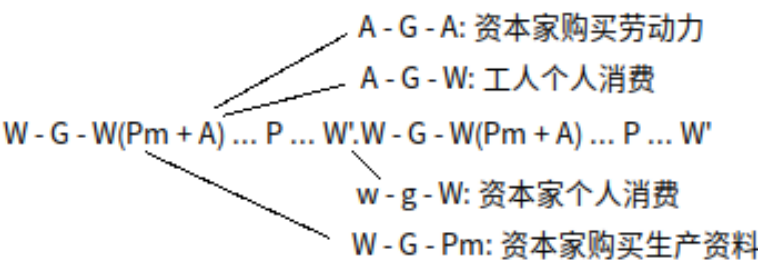 A - G - A: 资本家购买劳动力
A - G - W: 工人个人消费
W - G - W(Pm + A) ... P ... W'.W - G - W(Pm + A) ... P ... W'
w - g - W: 资本家个人消费
W - G - Pm: 资本家购买生产资料